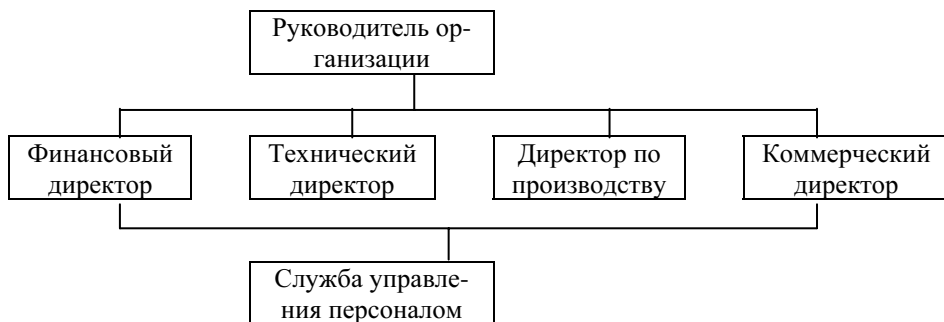 Руководитель ор-
ганизации
Финансовый
директор
Технический
директор
Директор по
производству
Коммерческий
директор
Служба управле-
ния персоналом